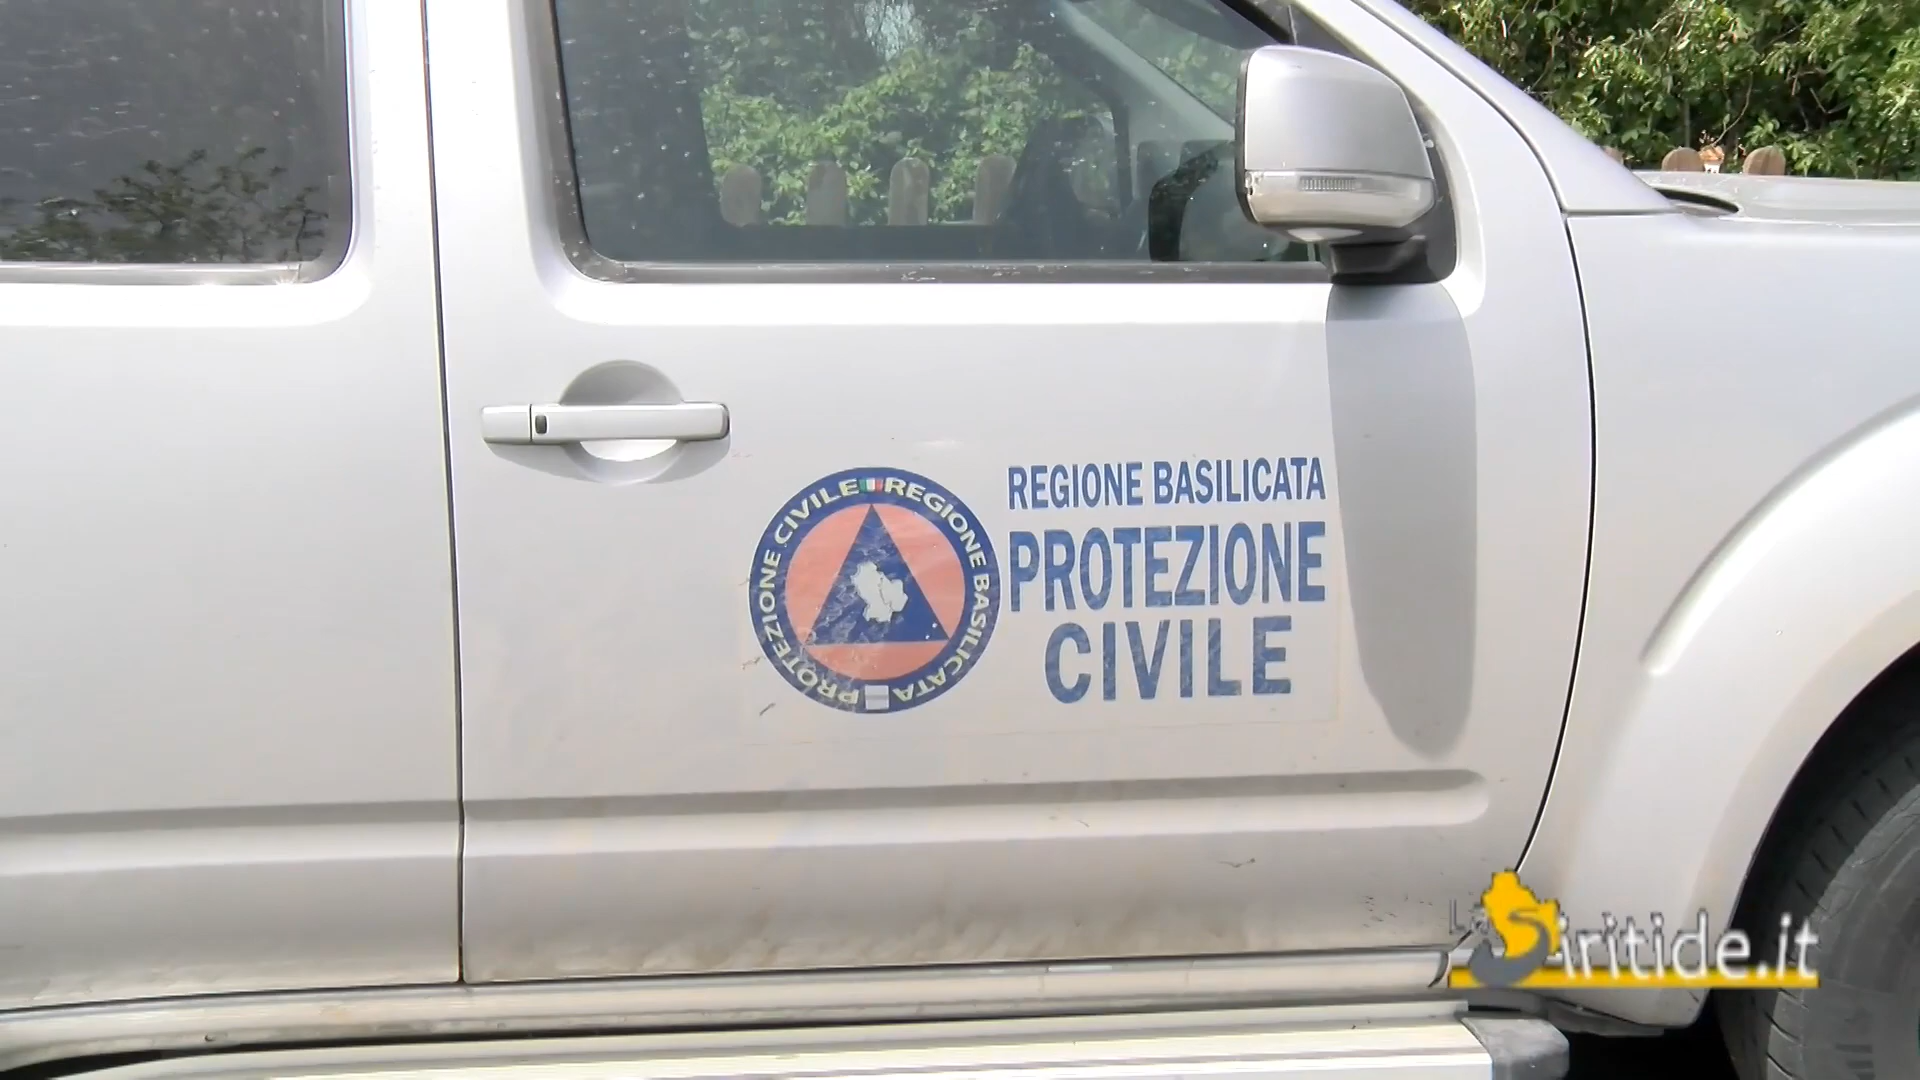 REGIONE BASILICATA
PROTEZIONE
CIVILE
PROTEZIONE CIVILE REGIONE BASILICATA
La Siritide.it